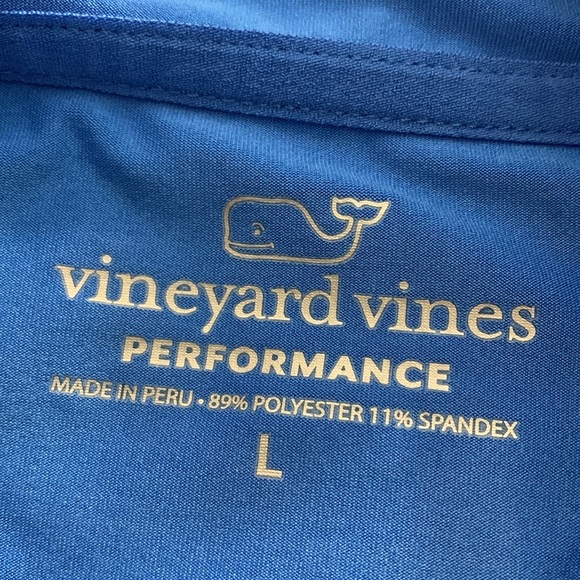 vineyard vines
PERFORMANCE
MADE IN PERU • 89% POLYESTER 11% SPANDEX
L